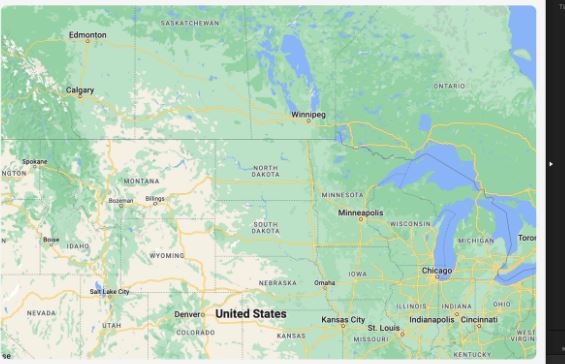 SASKATCHEWAN
Edmonton
Calgary
ONTARIO
Winnipeg
Spokane
NGTON
MONTANA
NORTH
DAKOTA
MINNESOTA
Bozeman
Billings
Minneapolis
SOUTH
DAKOTA
WISCONSIN
Boise
IDAHO
MICHIGAN
Toron
WYOMING
Chicago
IOWA
NEBRASKA
Omaha
Salt Lake City
ILLINOIS
INDIANA
OHIO
NEVADA
Denver
United States
Kansas City
Indianapolis
Cincinnati
UTAH
COLORADO
St. Louis
KANSAS
MISSOURI
WEST
VIRGIN
KENTUCKY
se